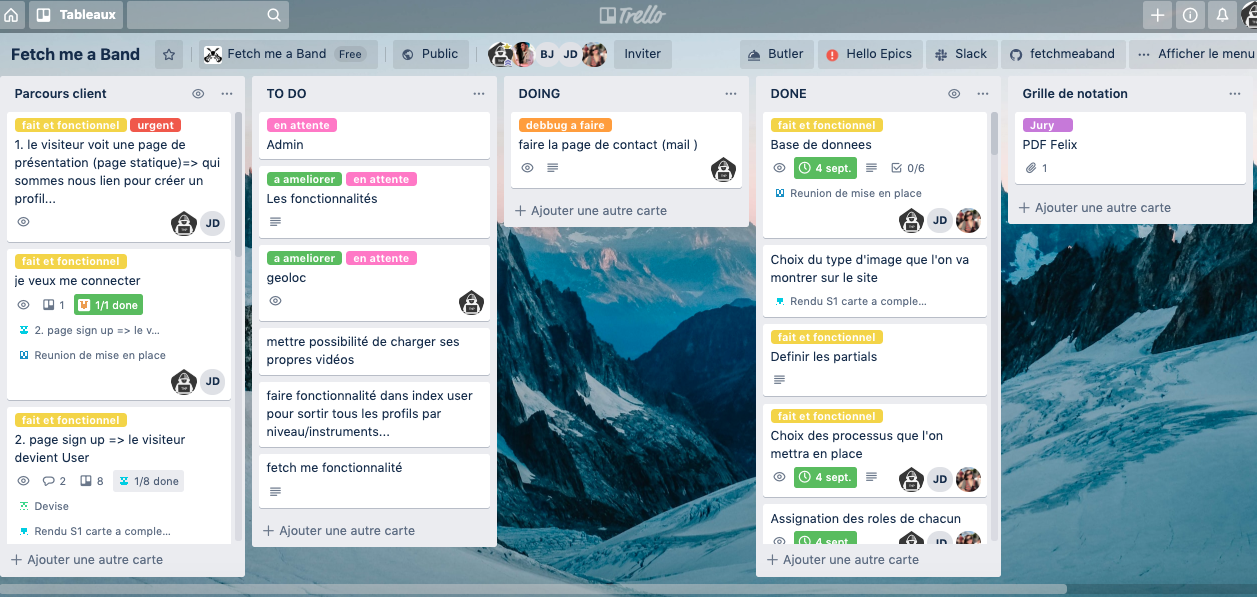 Tableaux
Trello
Fetch me a Band
Fetch me a Band Free
Public
BJ JD
Inviter
Butler
Hello Epics
Slack
fetchmeaband
Afficher le menu
Parcours client
fait et fonctionnel urgent
1. le visiteur voit une page de
présentation (page statique)=> qui
sommes nous lien pour créer un
profil...
JD
fait et fonctionnel
je veux me connecter
1 1/1 done
2. page sign up => le v...
Reunion de mise en place
JD
fait et fonctionnel
2. page sign up => le visiteur
devient User
2 8 1/8 done
Devise
Rendu S1 carte a comple...
+ Ajouter une autre carte
TO DO
en attente
Admin
a ameliorer en attente
Les fonctionnalités
a ameliorer en attente
geoloc
mettre possibilité de charger ses
propres vidéos
faire fonctionnalité dans index user
pour sortir tous les profils par
niveau/instruments...
fetch me fonctionnalité
+ Ajouter une autre carte
DOING
debbug a faire
faire la page de contact (mail )
+ Ajouter une autre carte
DONE
fait et fonctionnel
Base de donnees
4 sept. 0/6
Reunion de mise en place
JD
Choix du type d'image que l'on va
montrer sur le site
Rendu S1 carte a comple...
fait et fonctionnel
Definir les partials
fait et fonctionnel
Choix des processus que l'on
mettra en place
4 sept.
JD
Assignation des roles de chacun
4 sept.
JD
+ Ajouter une autre carte
Grille de notation
Jury
PDF Felix
1
+ Ajouter une autre carte